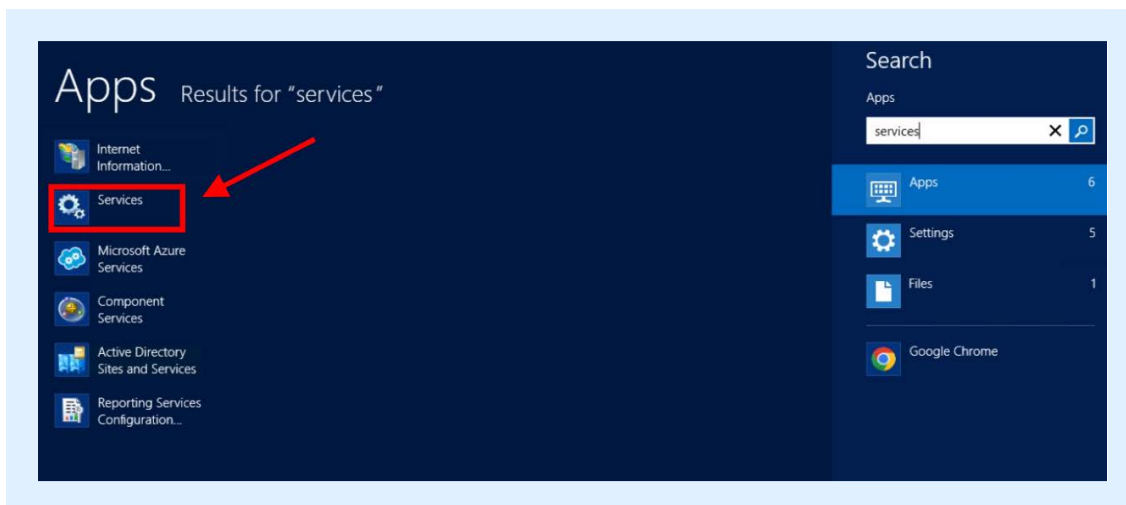 Apps Results for "services"
Internet
Information...
Services
Microsoft Azure
Services
Component
Services
Active Directory
Sites and Services
Reporting Services
Configuration...
Search
Apps
services
Apps 6
Settings 5
Files 1
Google Chrome